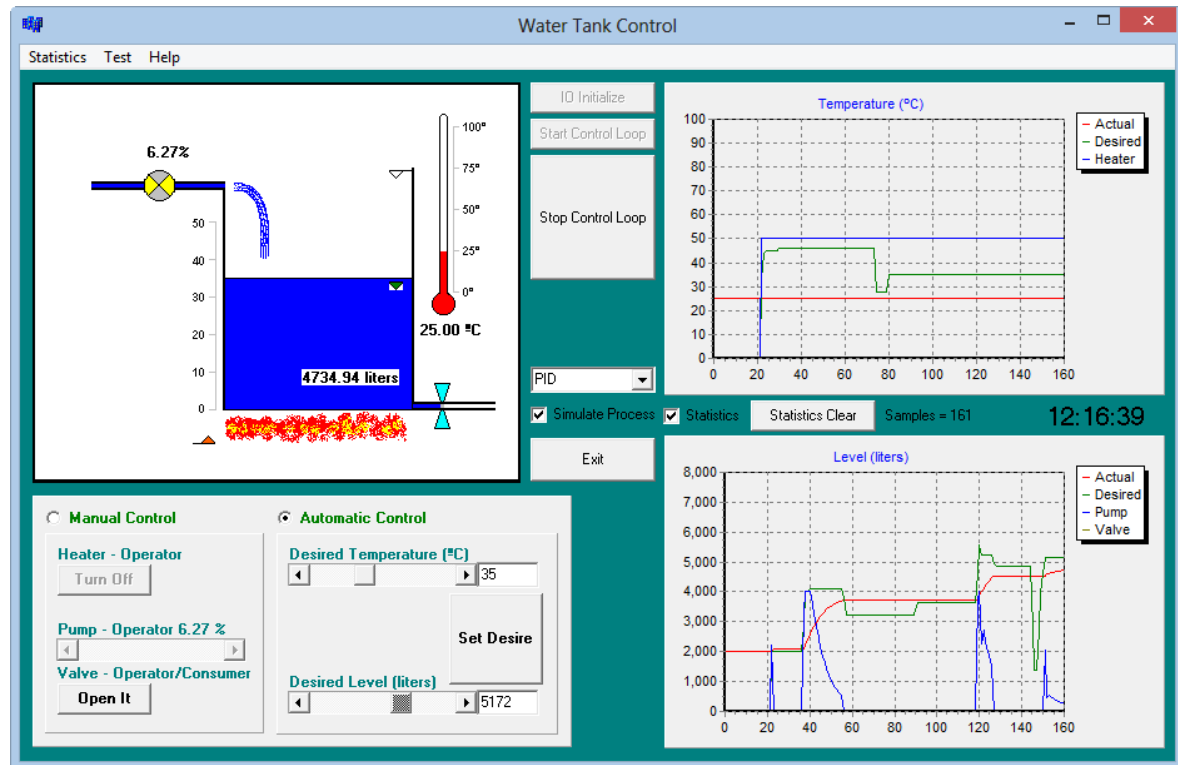 Water Tank Control
Statistics Test Help
6.27%
50
40
30
20
10
0
100º
75º
50º
25º
0º
25.00 ºC
4734.94 liters
IO Initialize
Start Control Loop
Stop Control Loop
PID
Simulate Process
Statistics
Statistics Clear
Samples = 161
12:16:39
Exit
Temperature (ºC)
100
90
80
70
60
50
40
30
20
10
0
0 20 40 60 80 100 120 140 160
Actual
Desired
Heater
Level (liters)
8,000
7,000
6,000
5,000
4,000
3,000
2,000
1,000
0
0 20 40 60 80 100 120 140 160
Actual
Desired
Pump
Valve
Manual Control
Heater - Operator
Turn Off
Pump - Operator 6.27 %
Valve - Operator/Consumer
Open It
Automatic Control
Desired Temperature (ºC)
35
Set Desire
Desired Level (liters)
5172